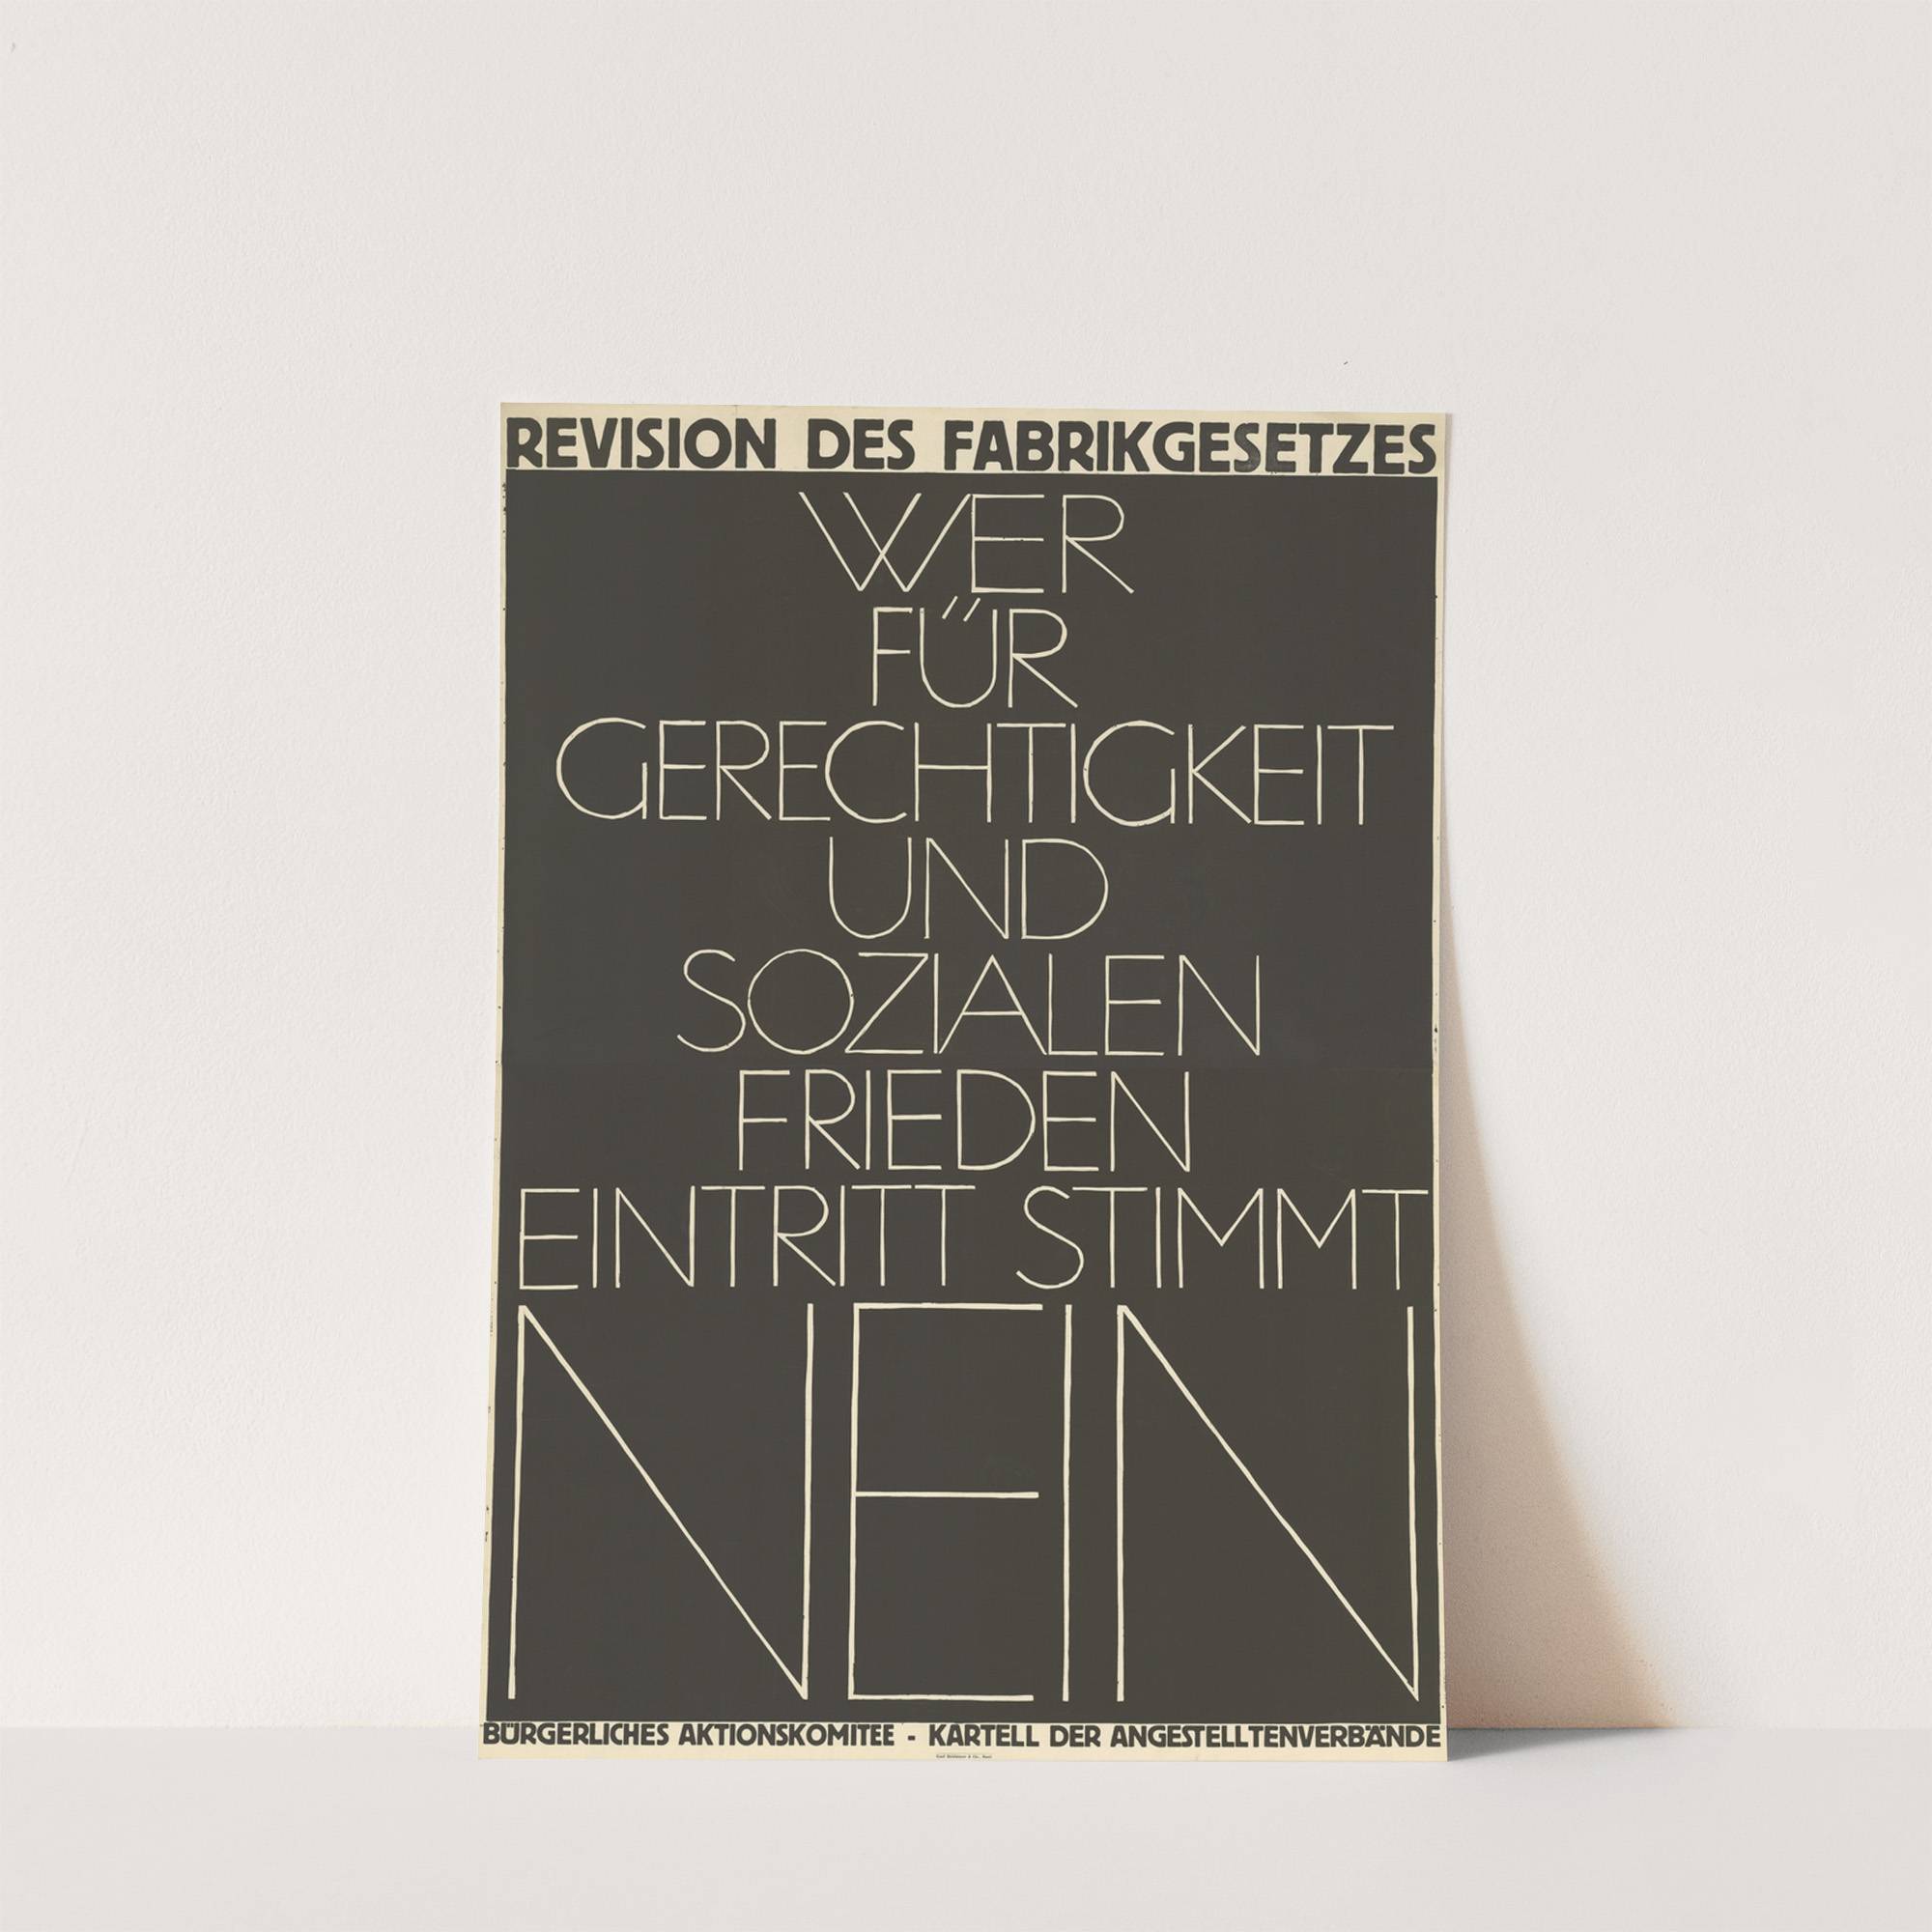 REVISION DES FABRIKGESETZES
WER
FÜR
GERECHTIGKEIT
UND
SOZIALEN
FRIEDEN
EINTRITT STIMMT
NEIN
BÜRGERLICHES AKTIONSKOMITEE - KARTELL DER ANGESTELLTENVERBÄNDE